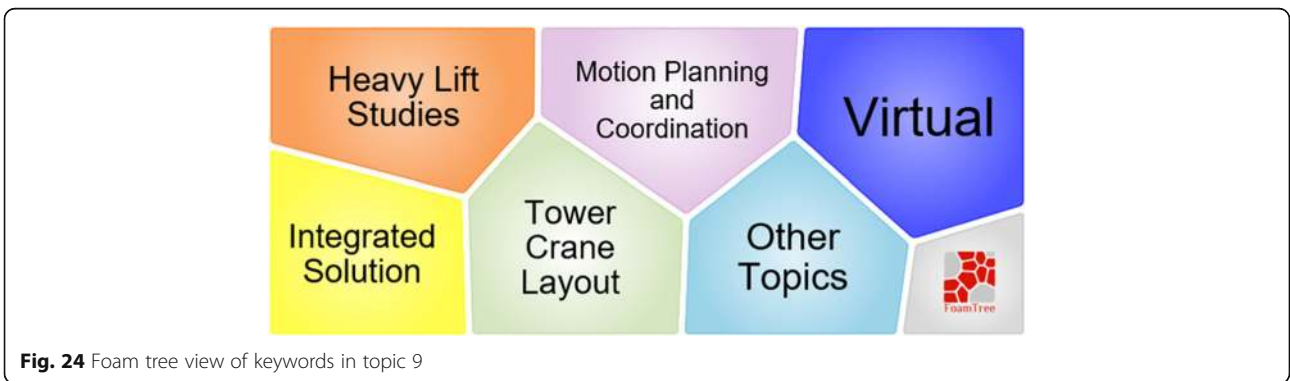 Heavy Lift
Studies
Motion Planning
and
Coordination
Virtual
Integrated
Solution
Tower
Crane
Layout
Other
Topics
FoamTree
Fig. 24 Foam tree view of keywords in topic 9